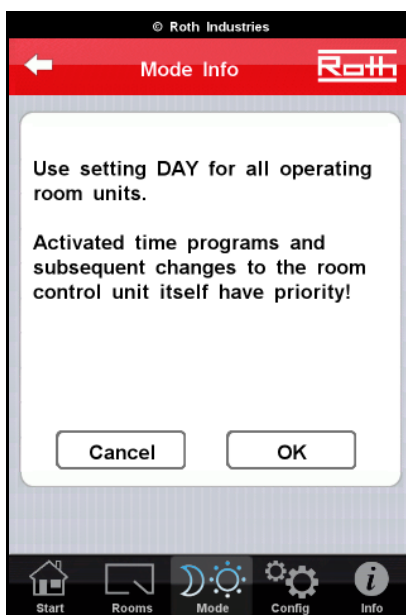 © Roth Industries
Mode Info
Roth
Use setting DAY for all operating
room units.
Activated time programs and
subsequent changes to the room
control unit itself have priority!
Cancel
OK
Start
Rooms
Mode
Config
Info